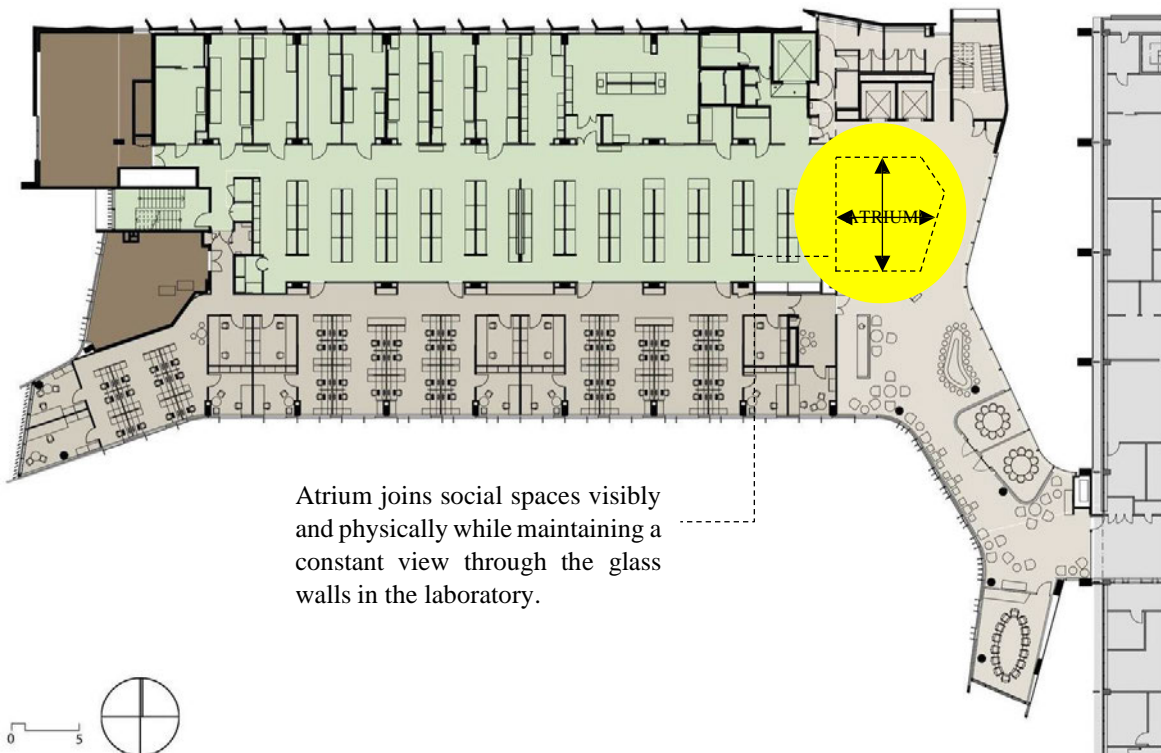 ATRIUM
Atrium joins social spaces visibly
and physically while maintaining a
constant view through the glass
walls in the laboratory.
0 5